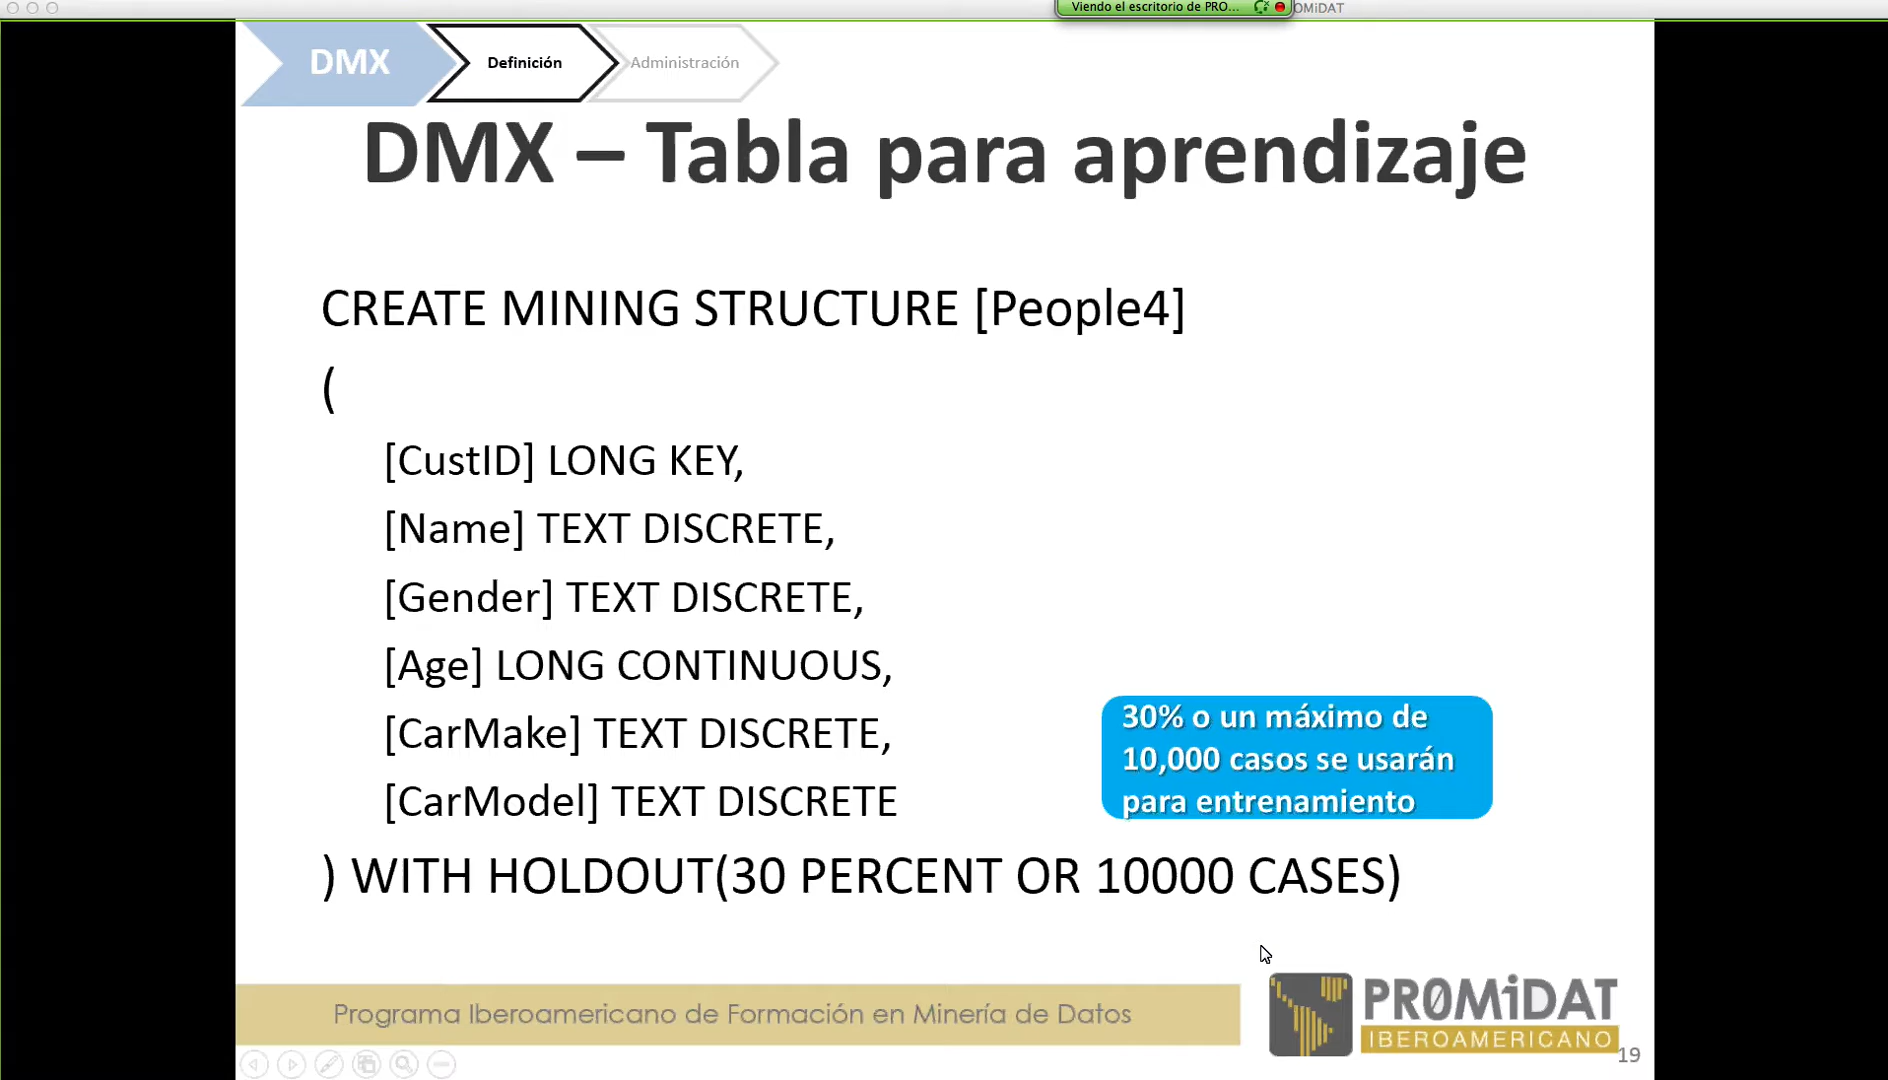 Viendo el escritorio de PRO...
OMiDAT
DMX
Definición
Administración
DMX – Tabla para aprendizaje
CREATE MINING STRUCTURE [People4]
(
[CustID] LONG KEY,
[Name] TEXT DISCRETE,
[Gender] TEXT DISCRETE,
[Age] LONG CONTINUOUS,
[CarMake] TEXT DISCRETE,
[CarModel] TEXT DISCRETE
30% o un máximo de
10,000 casos se usarán
para entrenamiento
) WITH HOLDOUT(30 PERCENT OR 10000 CASES)
Programa Iberoamericano de Formación en Minería de Datos
PR0MiDAT
IBEROAMERICANO
19